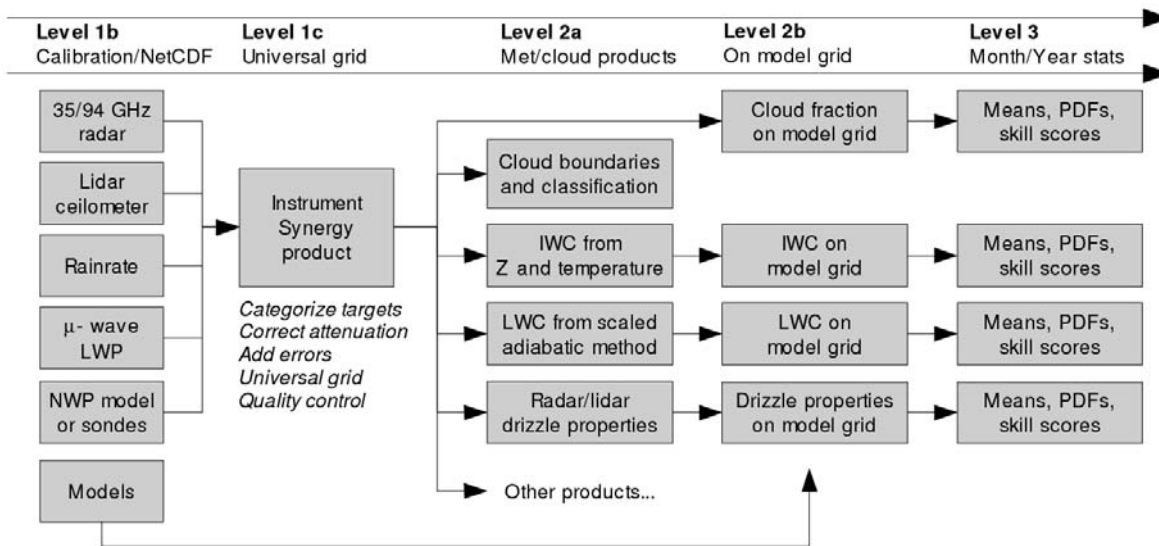 Level 1b
Calibration/NetCDF
Level 1c
Universal grid
Level 2a
Met/cloud products
Level 2b
On model grid
Level 3
Month/Year stats
35/94 GHz
radar
Lidar
ceilometer
Rainrate
μ- wave
LWP
NWP model
or sondes
Models
Instrument
Synergy
product
Categorize targets
Correct attenuation
Add errors
Universal grid
Quality control
Cloud boundaries
and classification
IWC from
Z and temperature
LWC from scaled
adiabatic method
Radar/lidar
drizzle properties
Other products...
Cloud fraction
on model grid
IWC on
model grid
LWC on
model grid
Drizzle properties
on model grid
Means, PDFs,
skill scores
Means, PDFs,
skill scores
Means, PDFs,
skill scores
Means, PDFs,
skill scores